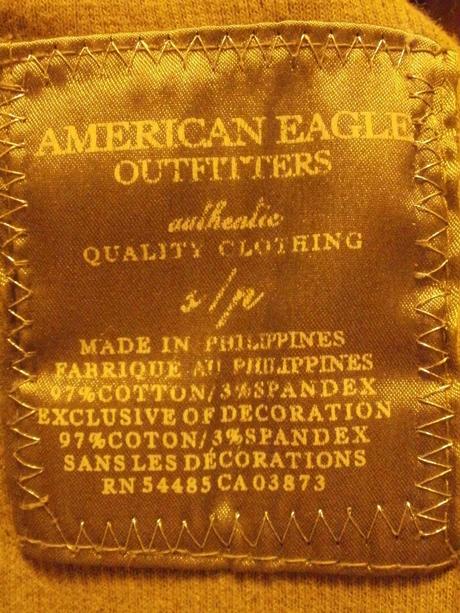 AMERICAN EAGLE
OUTFITTERS
authentic
QUALITY CLOTHING
s/p
MADE IN PHILIPPINES
FABRIQUE AU PHILIPPINES
97%COTTON/3%SPANDEX
EXCLUSIVE OF DECORATION
97%COTON/3%SPANDEX
SANS LES DÉCORATIONS
RN 54485 CA 03873